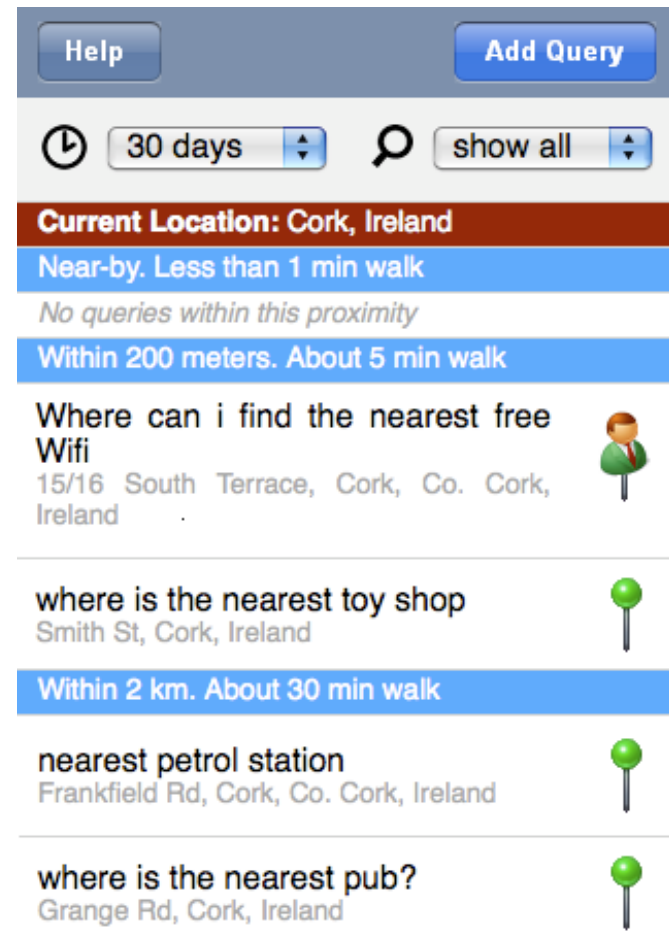 Help
Add Query
30 days
show all
Current Location: Cork, Ireland
Near-by. Less than 1 min walk
No queries within this proximity
Within 200 meters. About 5 min walk
Where can i find the nearest free
Wifi
15/16 South Terrace, Cork, Co. Cork,
Ireland
where is the nearest toy shop
Smith St, Cork, Ireland
Within 2 km. About 30 min walk
nearest petrol station
Frankfield Rd, Cork, Co. Cork, Ireland
where is the nearest pub?
Grange Rd, Cork, Ireland